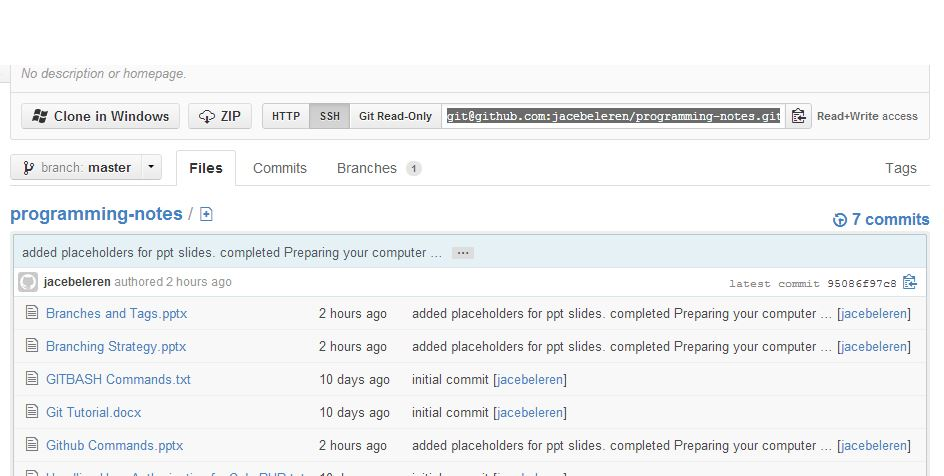 No description or homepage.
Clone in Windows ZIP HTTP SSH Git Read-Only git@github.com:jacebeleren/programming-notes.git Read+Write access
branch: master Files Commits Branches 1 Tags
programming-notes /
7 commits
added placeholders for ppt slides. completed Preparing your computer … ...
jacebeleren authored 2 hours ago latest commit 95086f97c8
Branches and Tags.pptx 2 hours ago added placeholders for ppt slides. completed Preparing your computer … [jacebeleren]
Branching Strategy.pptx 2 hours ago added placeholders for ppt slides. completed Preparing your computer … [jacebeleren]
GITBASH Commands.txt 10 days ago initial commit [jacebeleren]
Git Tutorial.docx 10 days ago initial commit [jacebeleren]
Github Commands.pptx 2 hours ago added placeholders for ppt slides. completed Preparing your computer … [jacebeleren]